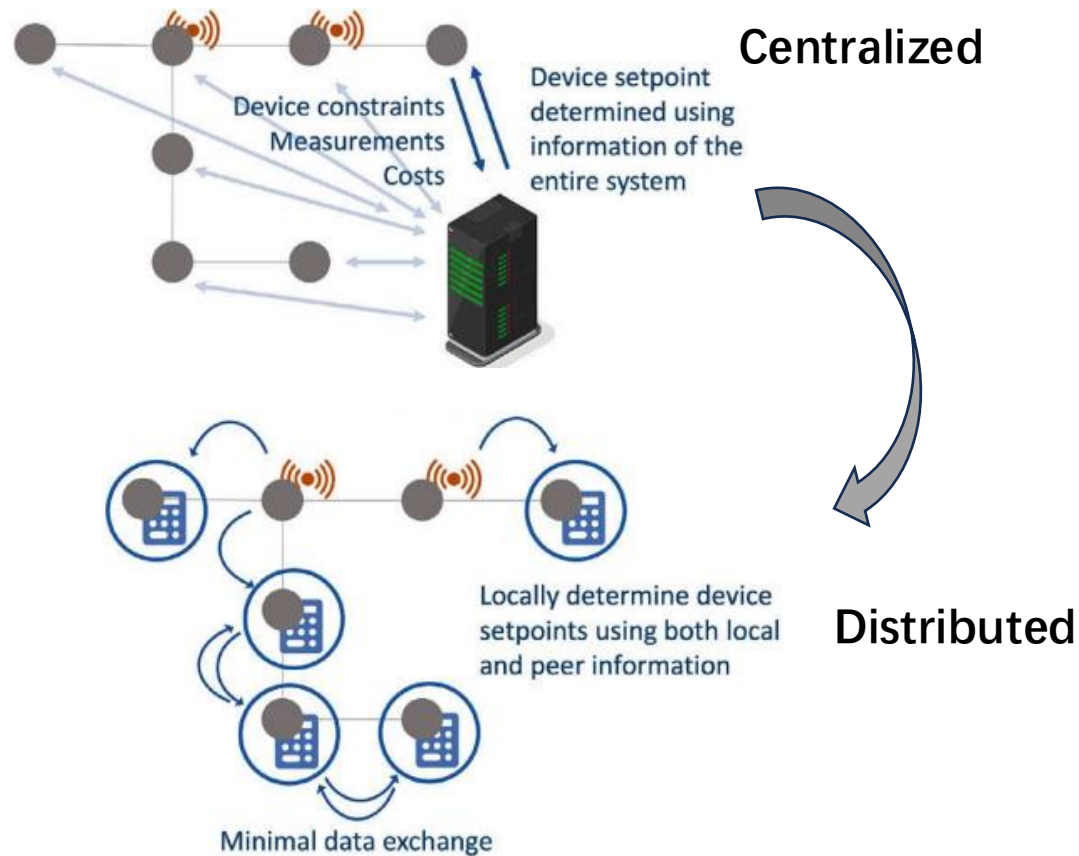 Centralized
Device constraints
Measurements
Costs
Device setpoint
determined using
information of the
entire system
Locally determine device
setpoints using both local
and peer information
Distributed
Minimal data exchange